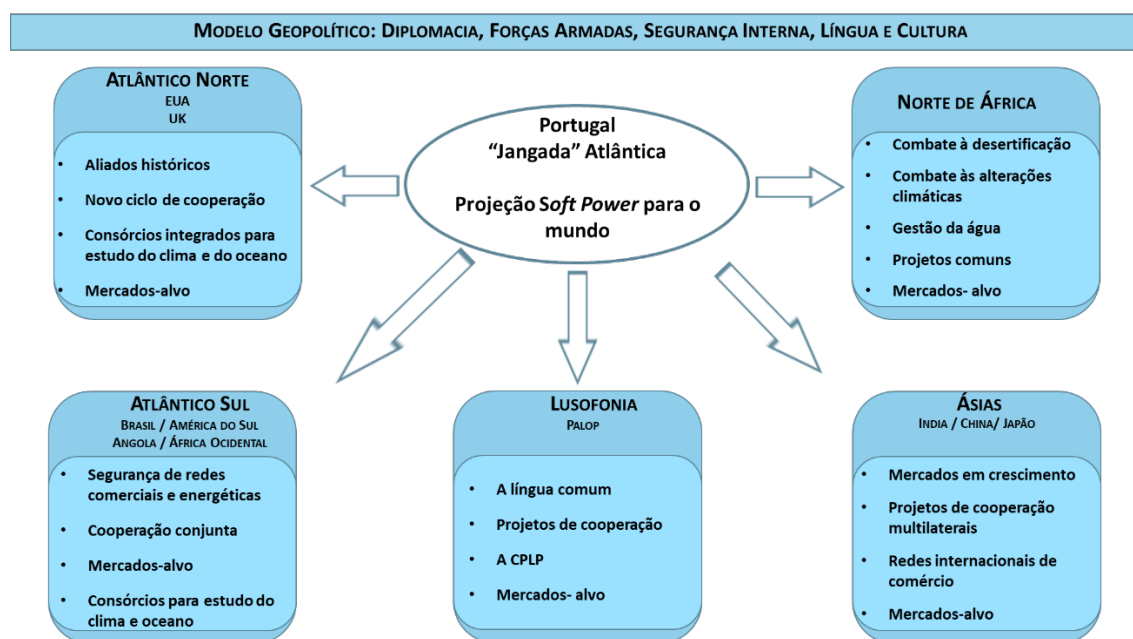 MODELO GEOPOLÍTICO: DIPLOMACIA, FORÇAS ARMADAS, SEGURANÇA INTERNA, LÍNGUA E CULTURA
ATLÂNTICO NORTE
EUA
UK
• Aliados históricos
• Novo ciclo de cooperação
• Consórcios integrados para
estudo do clima e do oceano
• Mercados-alvo
Portugal
“Jangada” Atlântica
Projeção Soft Power para o
mundo
NORTE DE ÁFRICA
• Combate à desertificação
• Combate às alterações
climáticas
• Gestão da água
• Projetos comuns
• Mercados- alvo
ATLÂNTICO SUL
BRASIL / AMÉRICA DO SUL
ANGOLA / ÁFRICA OCIDENTAL
• Segurança de redes
comerciais e energéticas
• Cooperação conjunta
• Mercados-alvo
• Consórcios para estudo do
clima e oceano
LUSOFONIA
PALOP
• A língua comum
• Projetos de cooperação
• A CPLP
• Mercados- alvo
ÁSIAS
INDIA / CHINA/ JAPÃO
• Mercados em crescimento
• Projetos de cooperação
multilaterais
• Redes internacionais de
comércio
• Mercados-alvo